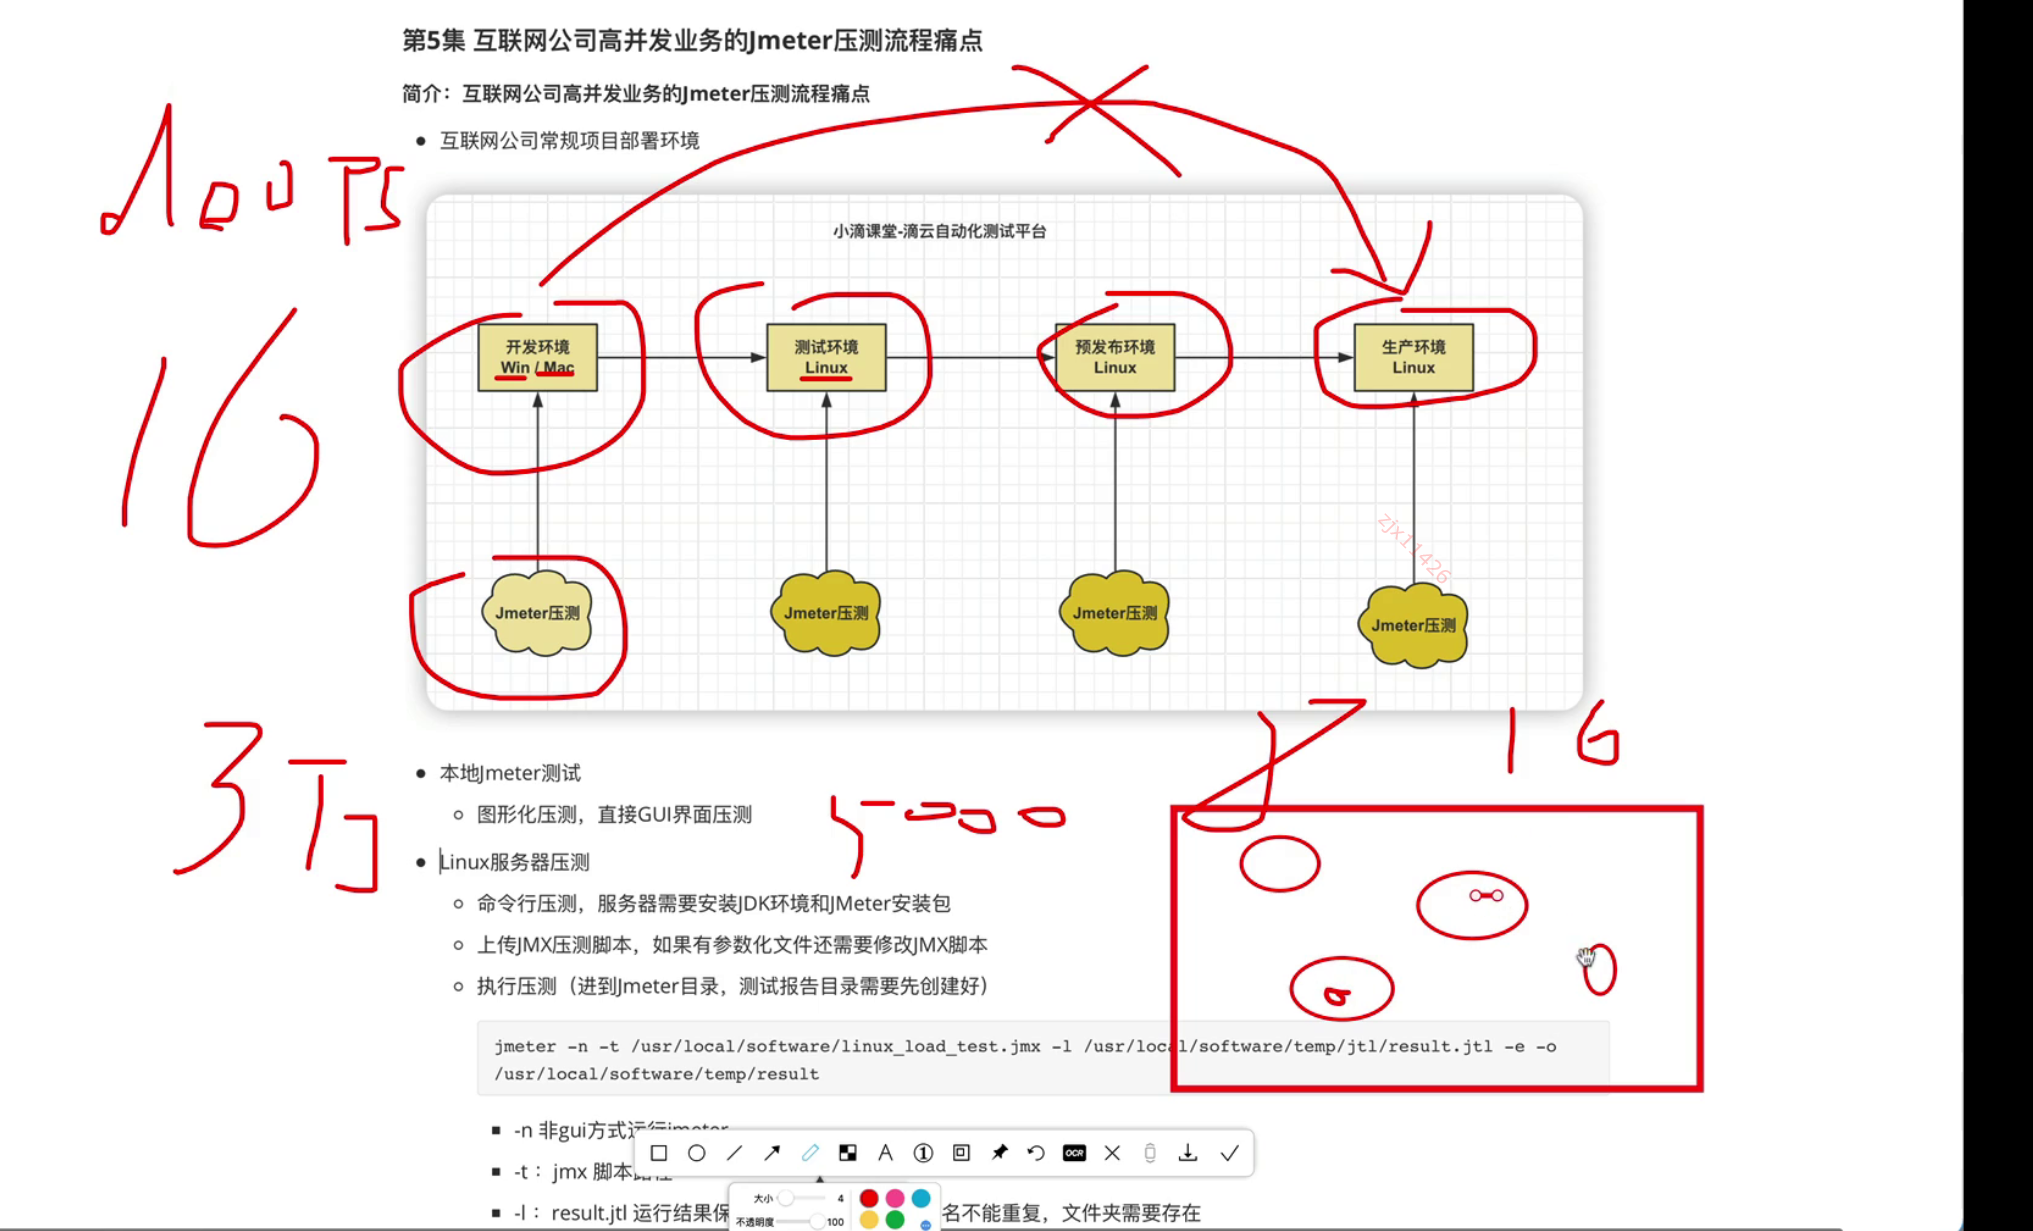 第5集 互联网公司高并发业务的Jmeter压测流程痛点
简介：互联网公司高并发业务的Jmeter压测流程痛点
互联网公司常规项目部署环境
小滴课堂-滴云自动化测试平台
开发环境
Win / Mac
测试环境
Linux
预发布环境
Linux
生产环境
Linux
zjx11426
Jmeter压测
Jmeter压测
Jmeter压测
Jmeter压测
16
16
本地Jmeter测试
图形化压测，直接GUI界面压测
5000
Linux服务器压测
命令行压测，服务器需要安装JDK环境和JMeter安装包
上传JMX压测脚本，如果有参数化文件还需要修改JMX脚本
执行压测（进到Jmeter目录，测试报告目录需要先创建好）
a
jmeter -n -t /usr/local/software/linux_load_test.jmx -l /usr/local/software/temp/jtl/result.jtl -e -o
/usr/local/software/temp/result
-n 非gui方式运行jmeter
-t： jmx 脚本路径
-l： result.jtl 运行结果保 名不能重复，文件夹需要存在
A
1
OCR
大小 4
不透明度 100